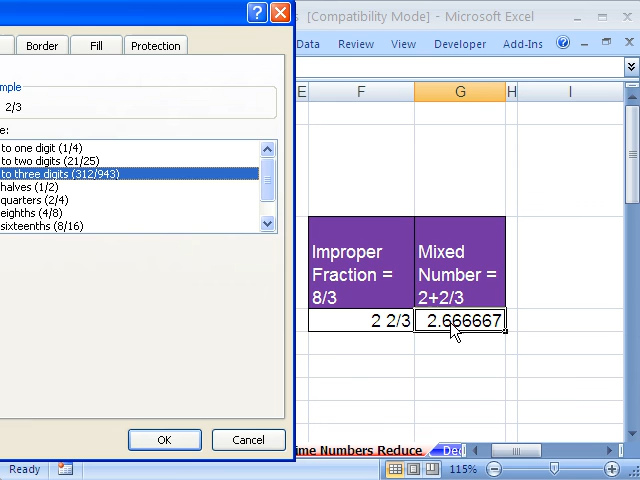 s [Compatibility Mode] - Microsoft Excel
Border
Fill
Protection
Data
Review
View
Developer
Add-Ins
mple
2/3
e:
to one digit (1/4)
to two digits (21/25)
to three digits (312/943)
halves (1/2)
quarters (2/4)
eighths (4/8)
sixteenths (8/16)
E
F
G
H
I
Improper
Fraction =
8/3
Mixed
Number =
2+2/3
2 2/3
2.666667
OK
Cancel
ime Numbers Reduce
Dec
Ready
115%